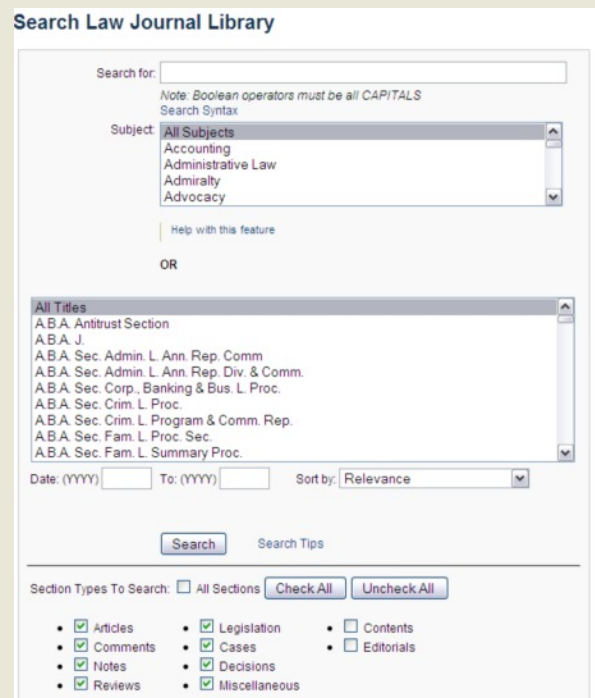 Search Law Journal Library
Search for:
Note: Boolean operators must be all CAPITALS
Search Syntax
Subject: All Subjects
Accounting
Administrative Law
Admiralty
Advocacy
Help with this feature
OR
All Titles
A.B.A. Antitrust Section
A.B.A. J.
A.B.A. Sec. Admin. L. Ann. Rep. Comm
A.B.A. Sec. Admin. L. Ann. Rep. Div. & Comm.
A.B.A. Sec. Corp., Banking & Bus. L. Proc.
A.B.A. Sec. Crim. L. Proc.
A.B.A. Sec. Crim. L. Program & Comm. Rep.
A.B.A. Sec. Fam. L. Proc. Sec.
A.B.A. Sec. Fam. L. Summary Proc.
Date: (YYYY) To: (YYYY) Sort by: Relevance
Search Search Tips
Section Types To Search: All Sections Check All Uncheck All
Articles Legislation Contents
Comments Cases Editorials
Notes Decisions
Reviews Miscellaneous